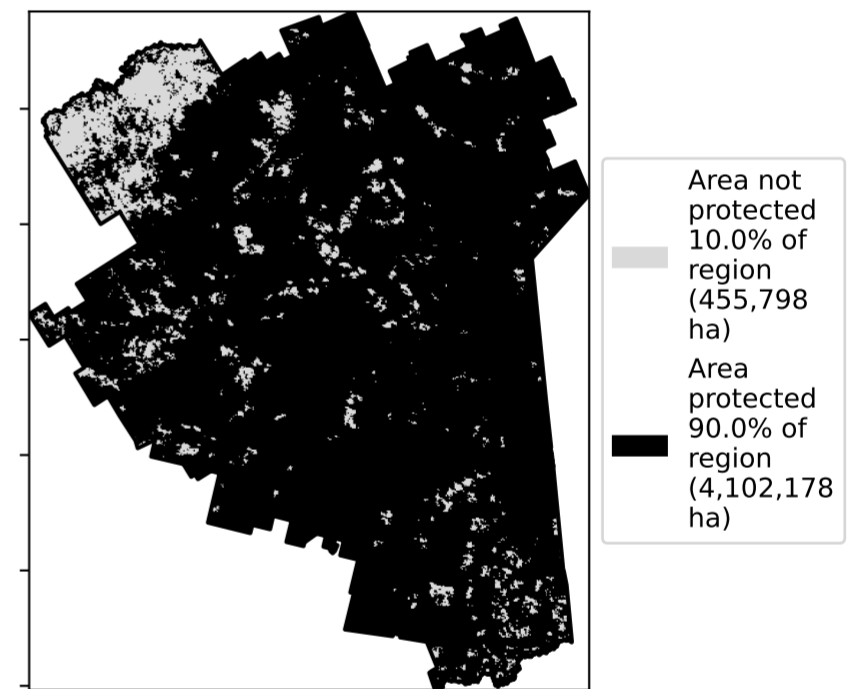 Area not
protected
10.0% of
region
(455,798
ha)
Area
protected
90.0% of
region
(4,102,178
ha)